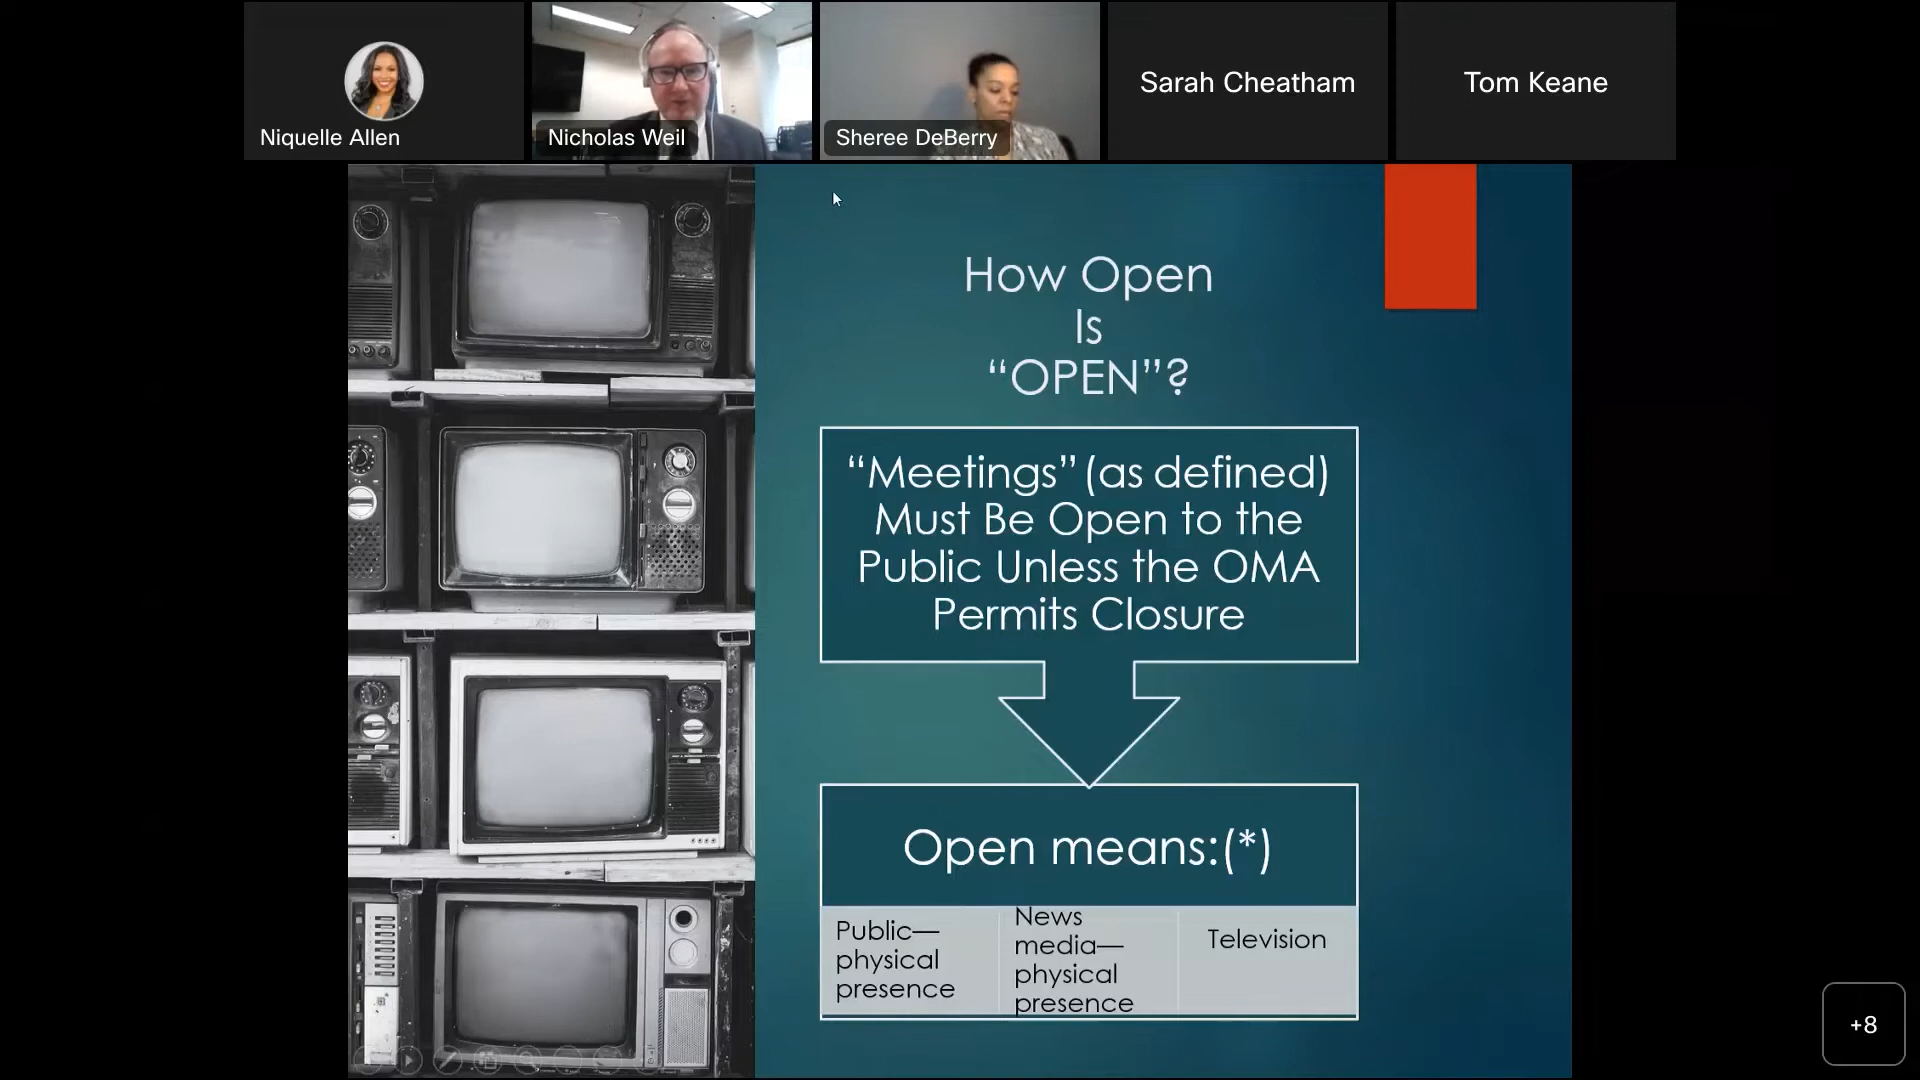 Niquelle Allen
Nicholas Weil
Sheree DeBerry
Sarah Cheatham
Tom Keane
How Open
Is
“OPEN”?
“Meetings” (as defined)
Must Be Open to the
Public Unless the OMA
Permits Closure
Open means:(*)
Public—
physical
presence
News
media—
physical
presence
Television
+8